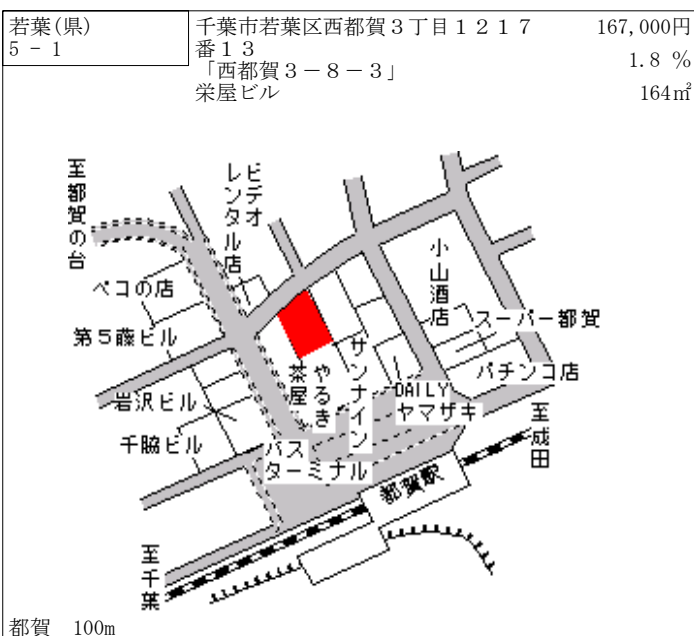 若葉(県)
5 - 1
千葉市若葉区西都賀3丁目1217
番13
「西都賀3-8-3」
栄屋ビル
167,000円
1.8 %
164㎡
至都賀の台
ビデオ
レンタル店
ペコの店
小山酒店
スーパー都賀
第5藤ビル
パチンコ店
サンナイン
やるき
茶屋
DAILY
ヤマザキ
岩沢ビル
至成田
千脇ビル
バス
ターミナル
都賀駅
至千葉
都賀 100m